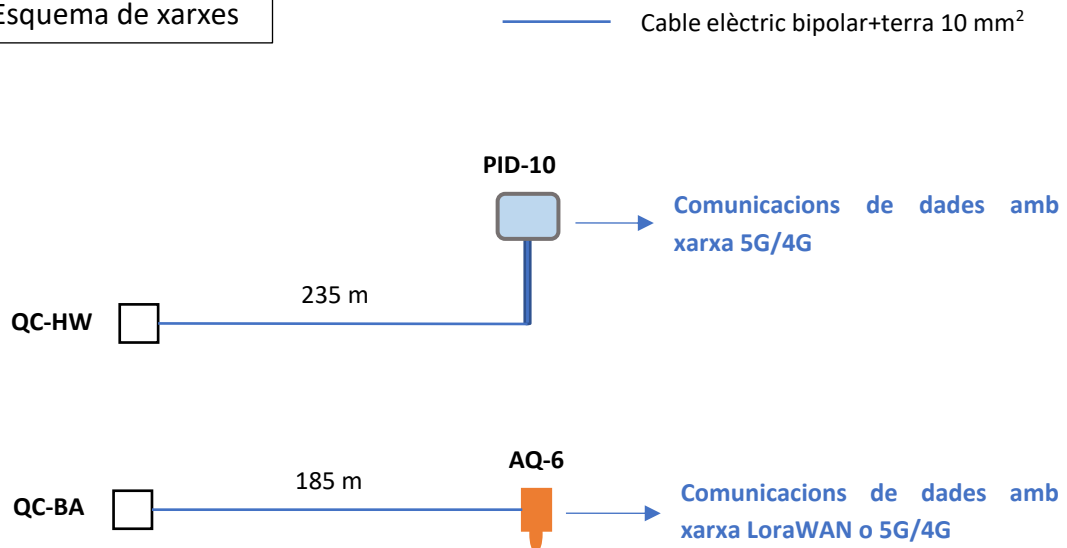 Esquema de xarxes
Cable elèctric bipolar+terra 10 mm²
PID-10
Comunicacions de dades amb
xarxa 5G/4G
235 m
QC-HW
AQ-6
185 m
Comunicacions de dades amb
xarxa LoraWAN o 5G/4G
QC-BA